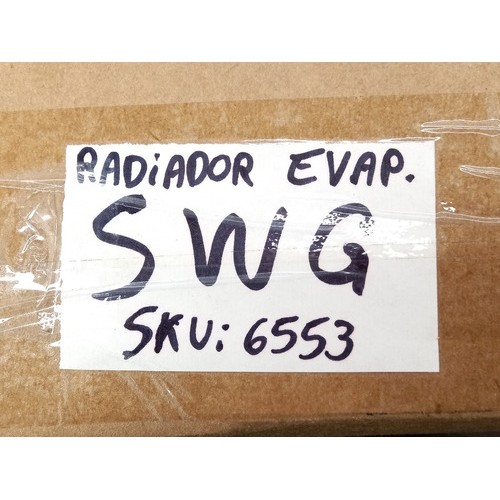 RADiADOR EVAP.
SWG
SKU: 6553